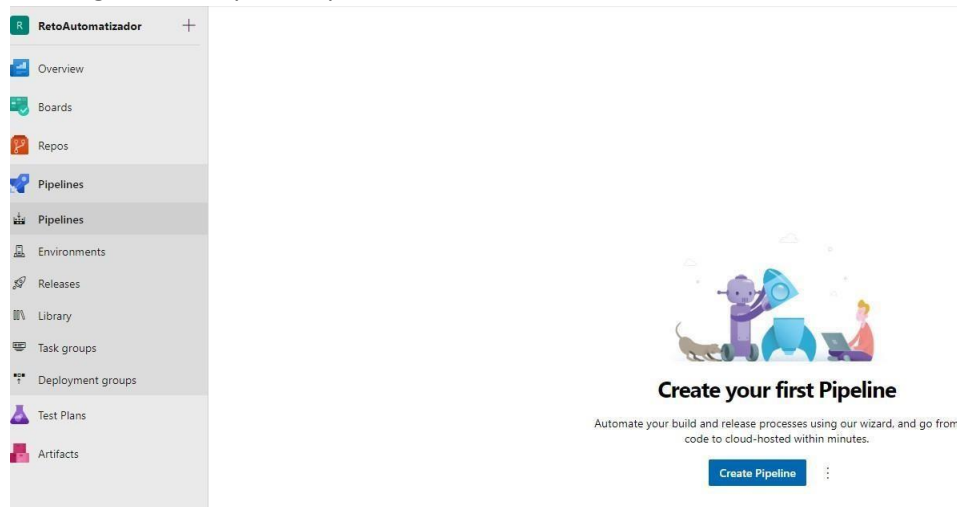 R RetoAutomatizador
Overview
Boards
Repos
Pipelines
Pipelines
Environments
Releases
Library
Task groups
Deployment groups
Test Plans
Artifacts
Create your first Pipeline
Automate your build and release processes using our wizard, and go from
code to cloud-hosted within minutes.
Create Pipeline